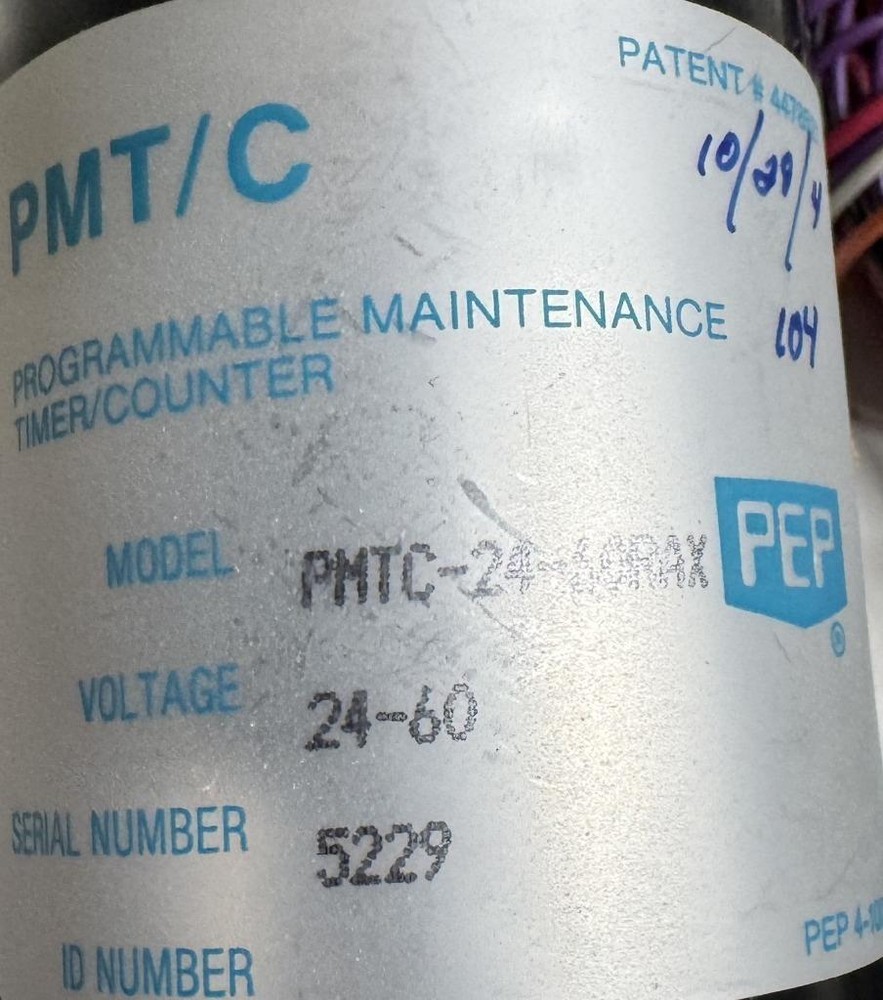 PATENT #
PMT/C
10/29/4
104
PROGRAMMABLE MAINTENANCE
TIMER/COUNTER
MODEL
PEP
®
VOLTAGE 24-60
SERIAL NUMBER 5229
ID NUMBER
PEP